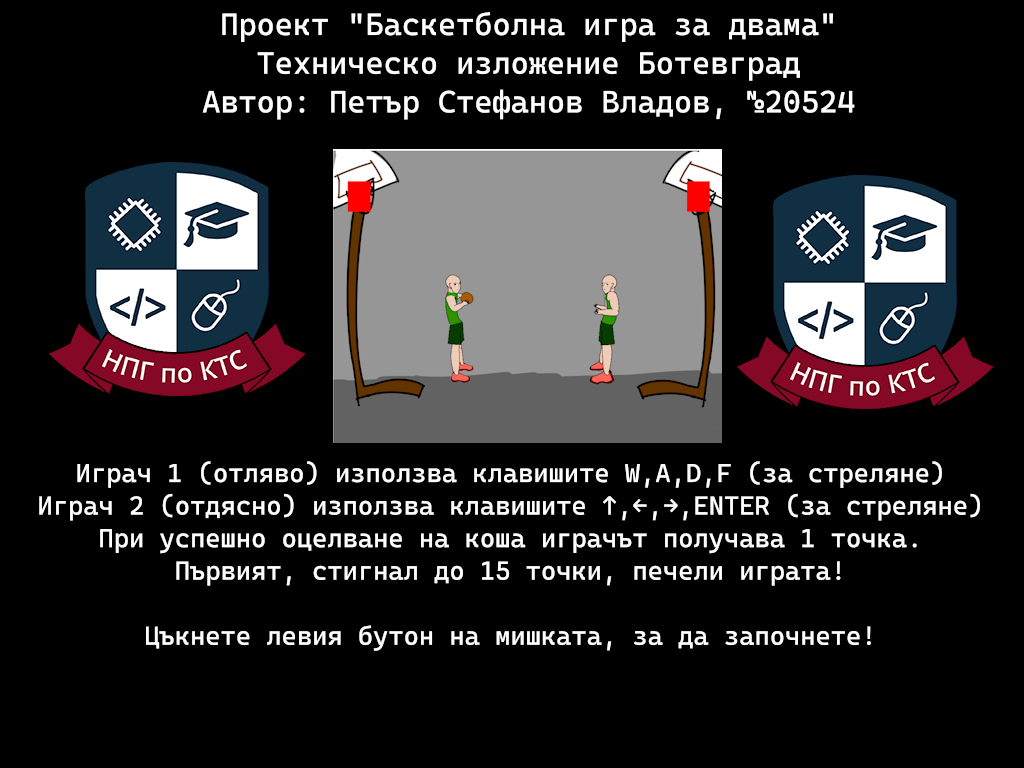 Проект "Баскетболна игра за двама"
Техническо изложение Ботевград
Автор: Петър Стефанов Владов, №20524
</>
НПГ по КТС
</>
НПГ по КТС
Играч 1 (отляво) използва клавишите W,A,D,F (за стреляне)
Играч 2 (отдясно) използва клавишите ↑,←,→,ENTER (за стреляне)
При успешно оцелване на коша играчът получава 1 точка.
Първият, стигнал до 15 точки, печели играта!
Цъкнете левия бутон на мишката, за да започнете!